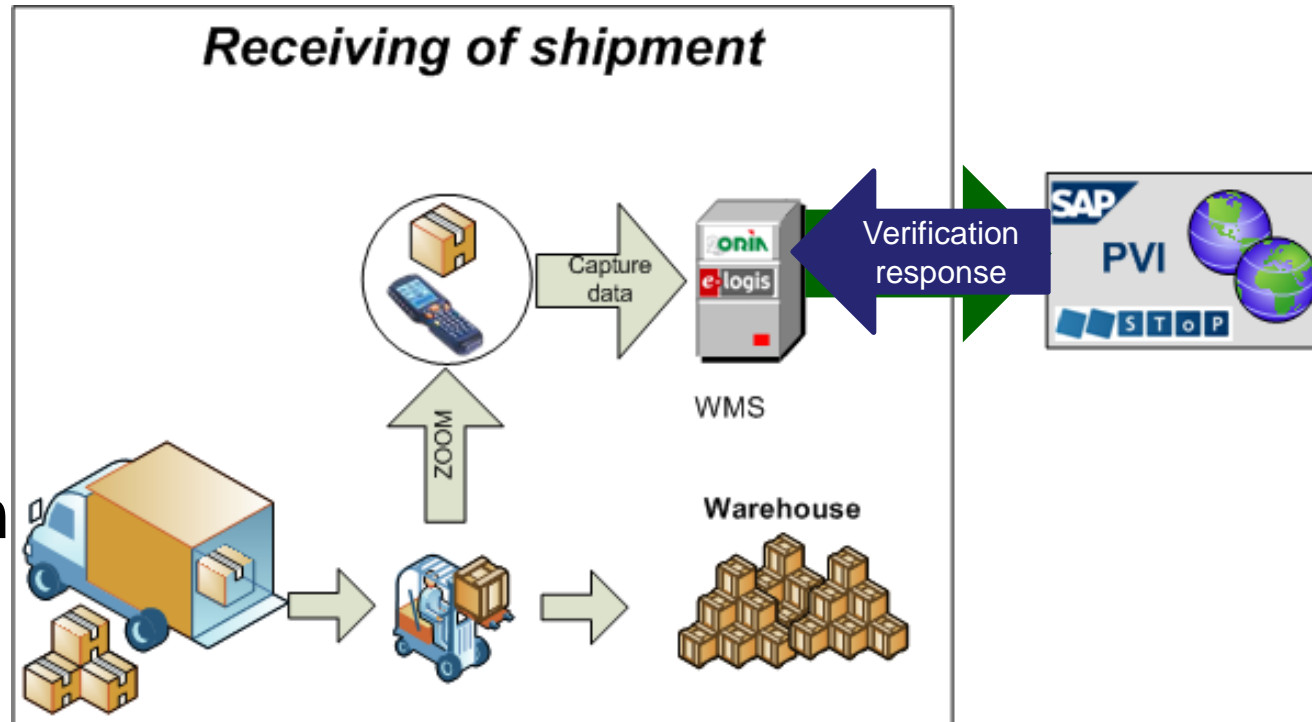 Receiving of shipment
Capture
data
ORIA
e-logis
Verification
response
SAP
PVI
STOP
WMS
ZOOM
Warehouse
n